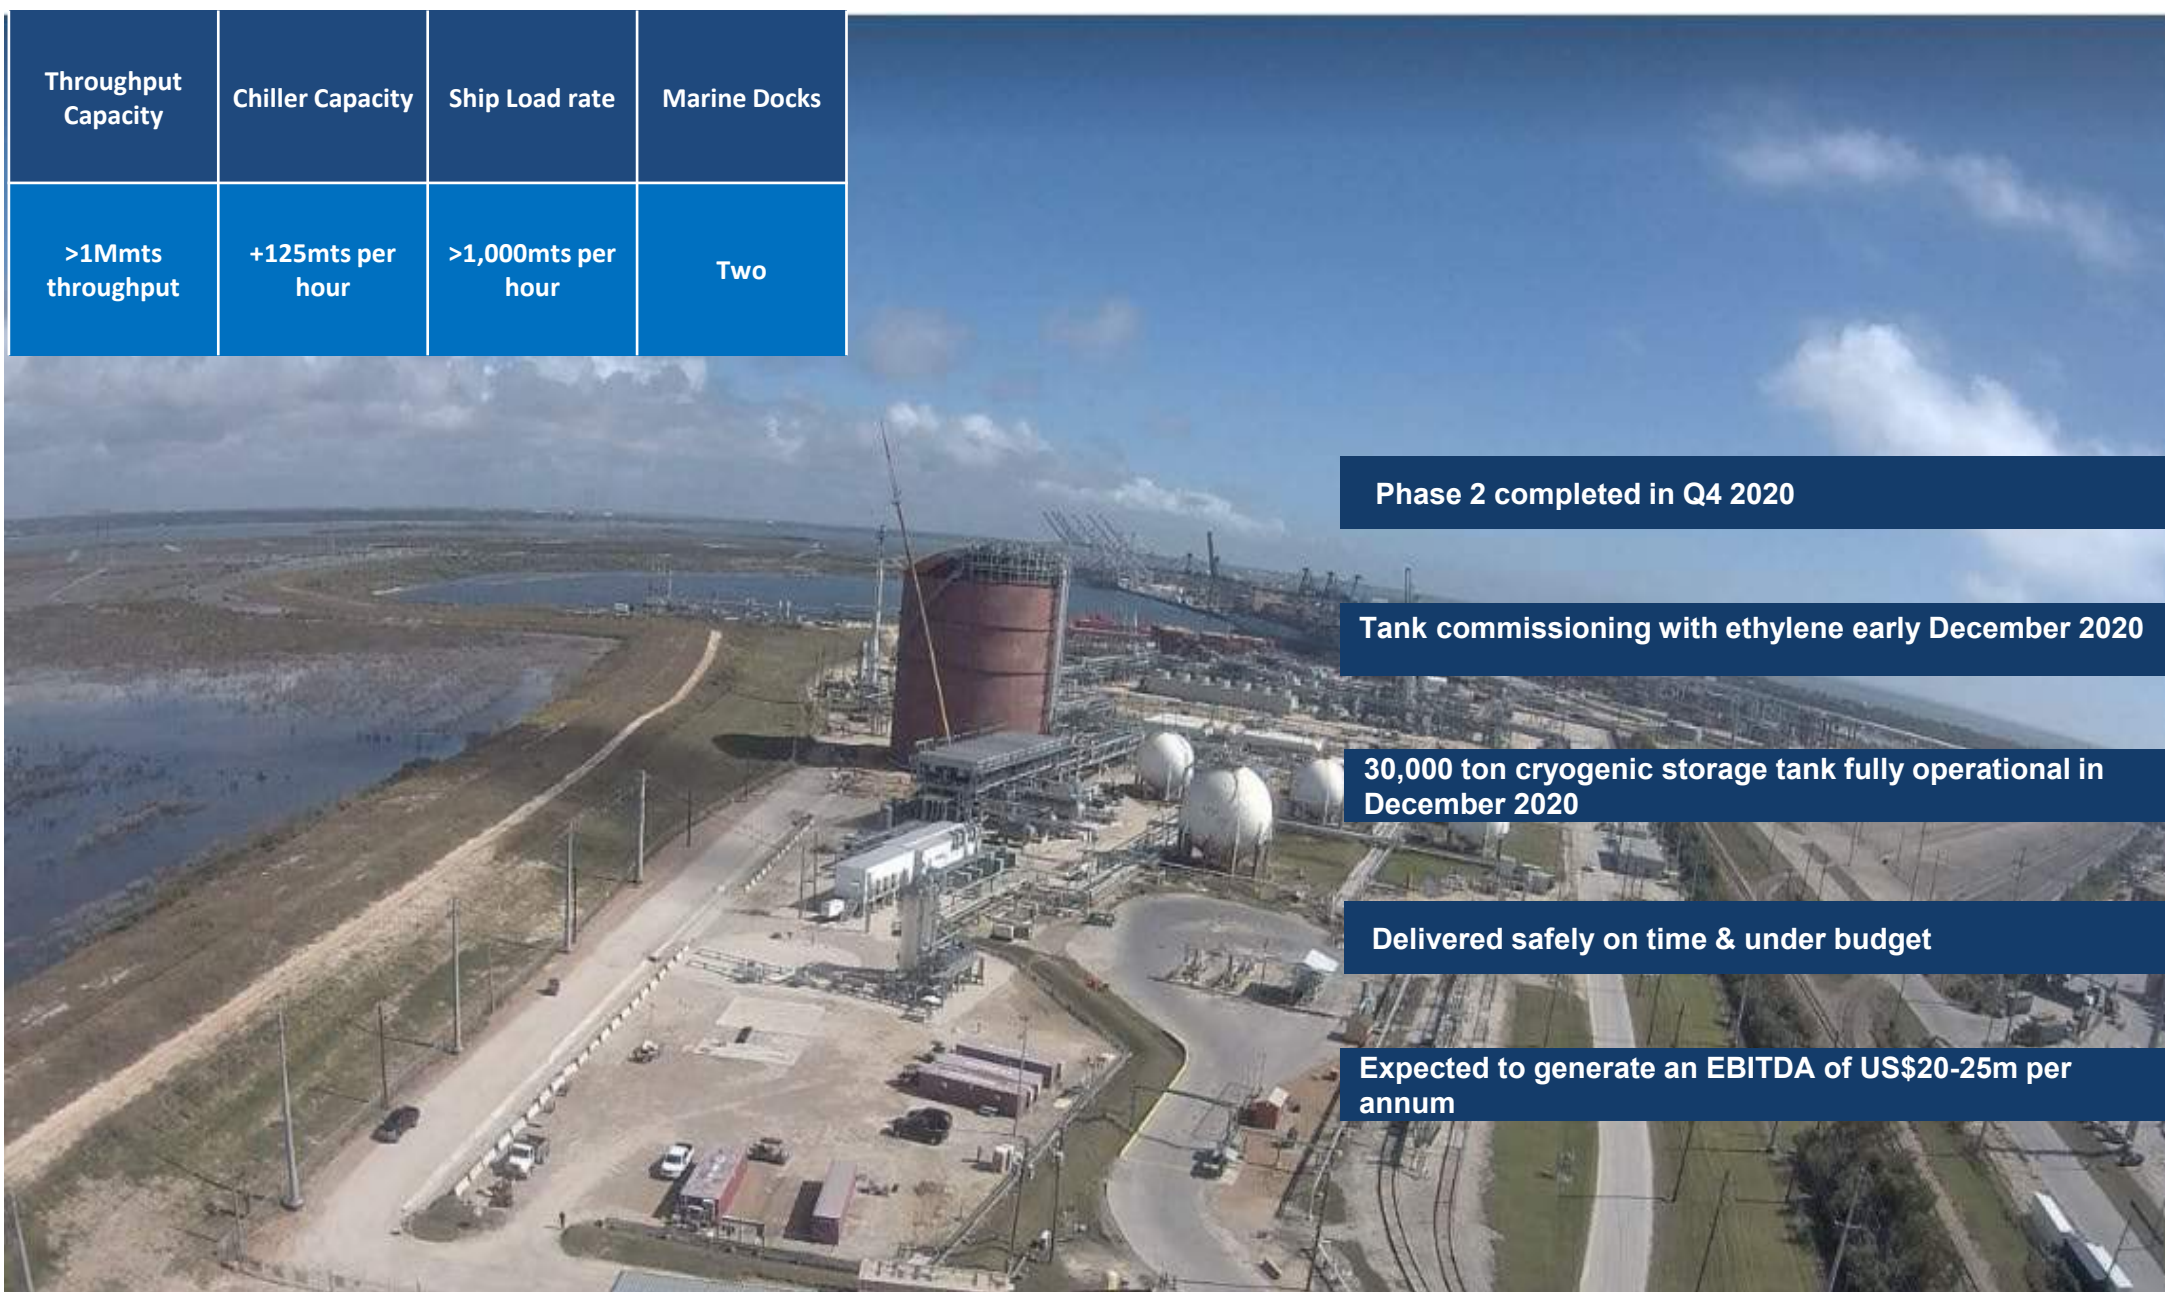 Throughput
Capacity
Chiller Capacity
Ship Load rate
Marine Docks
>1Mmts
throughput
+125mts per
hour
>1,000mts per
hour
Two
Phase 2 completed in Q4 2020
Tank commissioning with ethylene early December 2020
30,000 ton cryogenic storage tank fully operational in
December 2020
Delivered safely on time & under budget
Expected to generate an EBITDA of US$20-25m per
annum